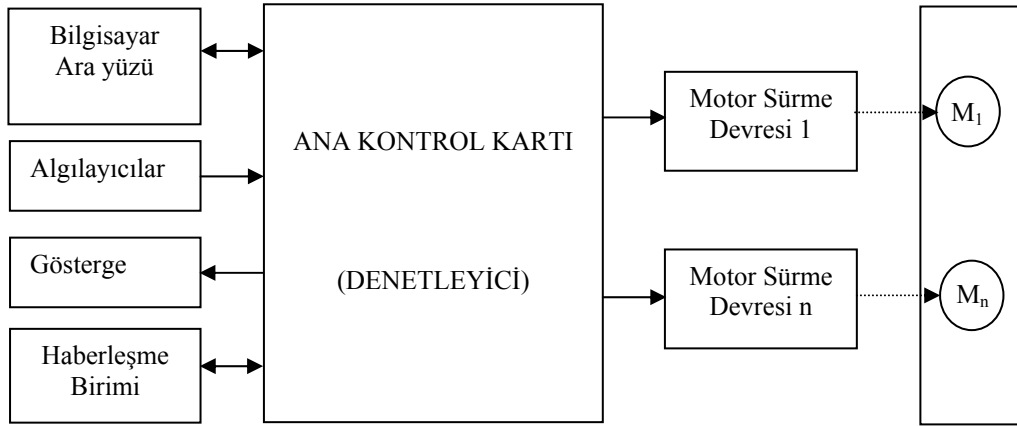 Bilgisayar
Ara yüzü
Algılayıcılar
Gösterge
Haberleşme
Birimi
ANA KONTROL KARTI
(DENETLEYİCİ)
Motor Sürme
Devresi 1
Motor Sürme
Devresi n
M1
Mn